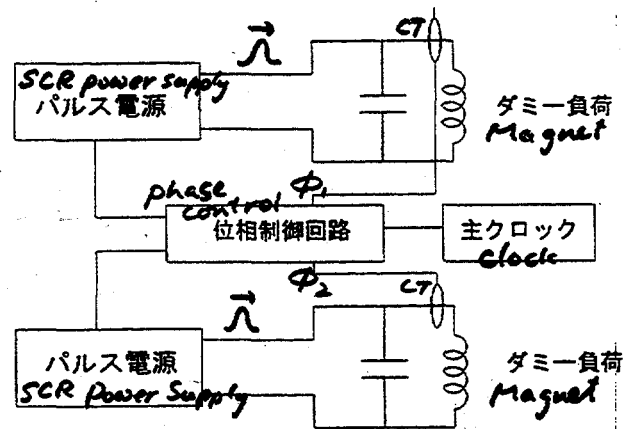 CT
SCR power supply
パルス電源
ダミー負荷
Magnet
phase
control
Φ1
位相制御回路
主クロック
clock
Φ2
CT
パルス電源
SCR Power Supply
ダミー負荷
Magnet